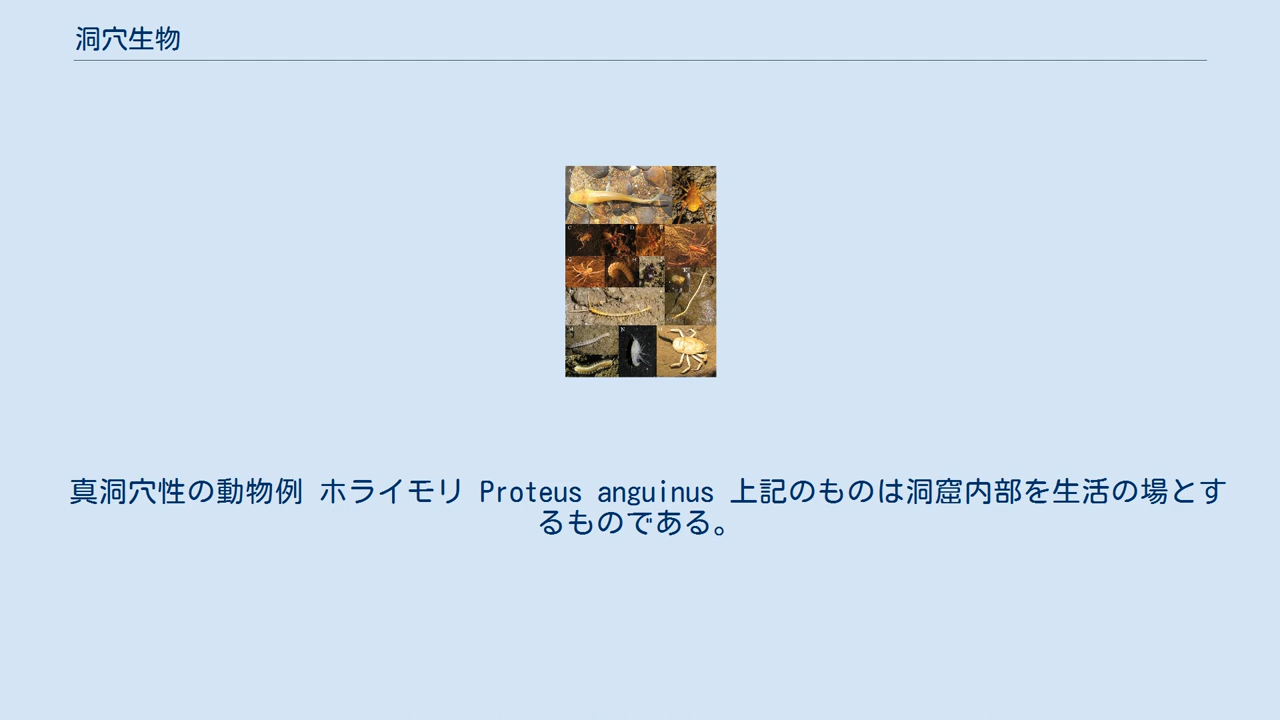 洞穴生物
真洞穴性の動物例 ホライモリ Proteus anguinus 上記のものは洞窟内部を生活の場とす
るものである。